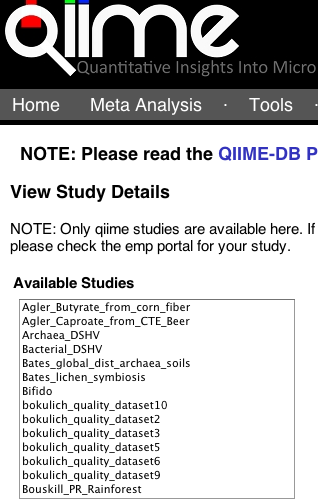 qiime
Quantitative Insights Into Micro
Home Meta Analysis · Tools ·
NOTE: Please read the QIIME-DB P
View Study Details
NOTE: Only qiime studies are available here. If
please check the emp portal for your study.
Available Studies
Agler_Butyrate_from_corn_fiber
Agler_Caproate_from_CTE_Beer
Archaea_DSHV
Bacterial_DSHV
Bates_global_dist_archaea_soils
Bates_lichen_symbiosis
Bifido
bokulich_quality_dataset10
bokulich_quality_dataset2
bokulich_quality_dataset3
bokulich_quality_dataset5
bokulich_quality_dataset6
bokulich_quality_dataset9
Bouskill_PR_Rainforest